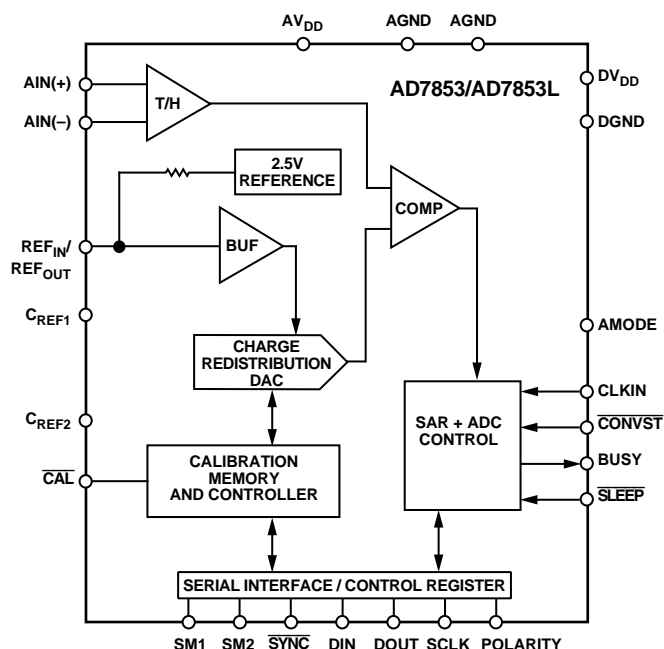 AVDD
AGND
AGND
AD7853/AD7853L
AIN(+)
AIN(–)
T/H
DVDD
DGND
2.5V
REFERENCE
COMP
REFIN/
REFOUT
BUF
CREF1
AMODE
CHARGE
REDISTRIBUTION
DAC
CLKIN
CONVST
BUSY
SLEEP
SAR + ADC
CONTROL
CREF2
CAL
CALIBRATION
MEMORY
AND CONTROLLER
SERIAL INTERFACE / CONTROL REGISTER
SM1
SM2
SYNC
DIN
DOUT
SCLK
POLARITY